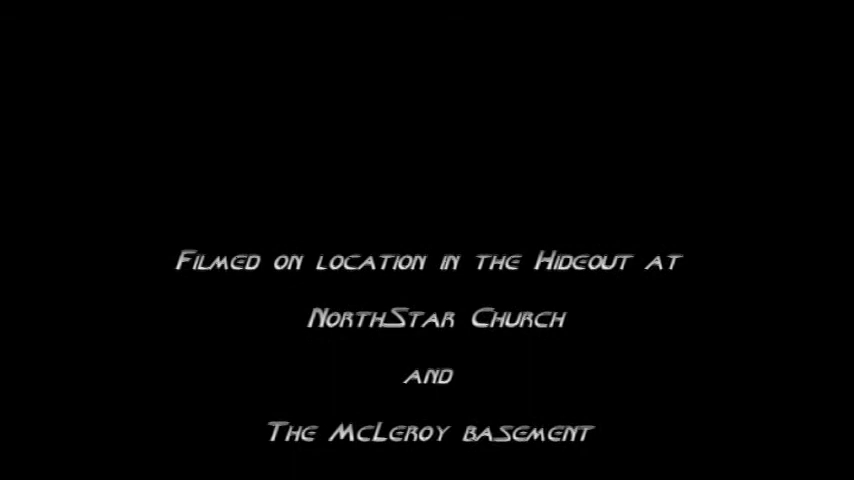 Filmed on location in the Hideout at
NorthStar Church
and
The McLeroy basement